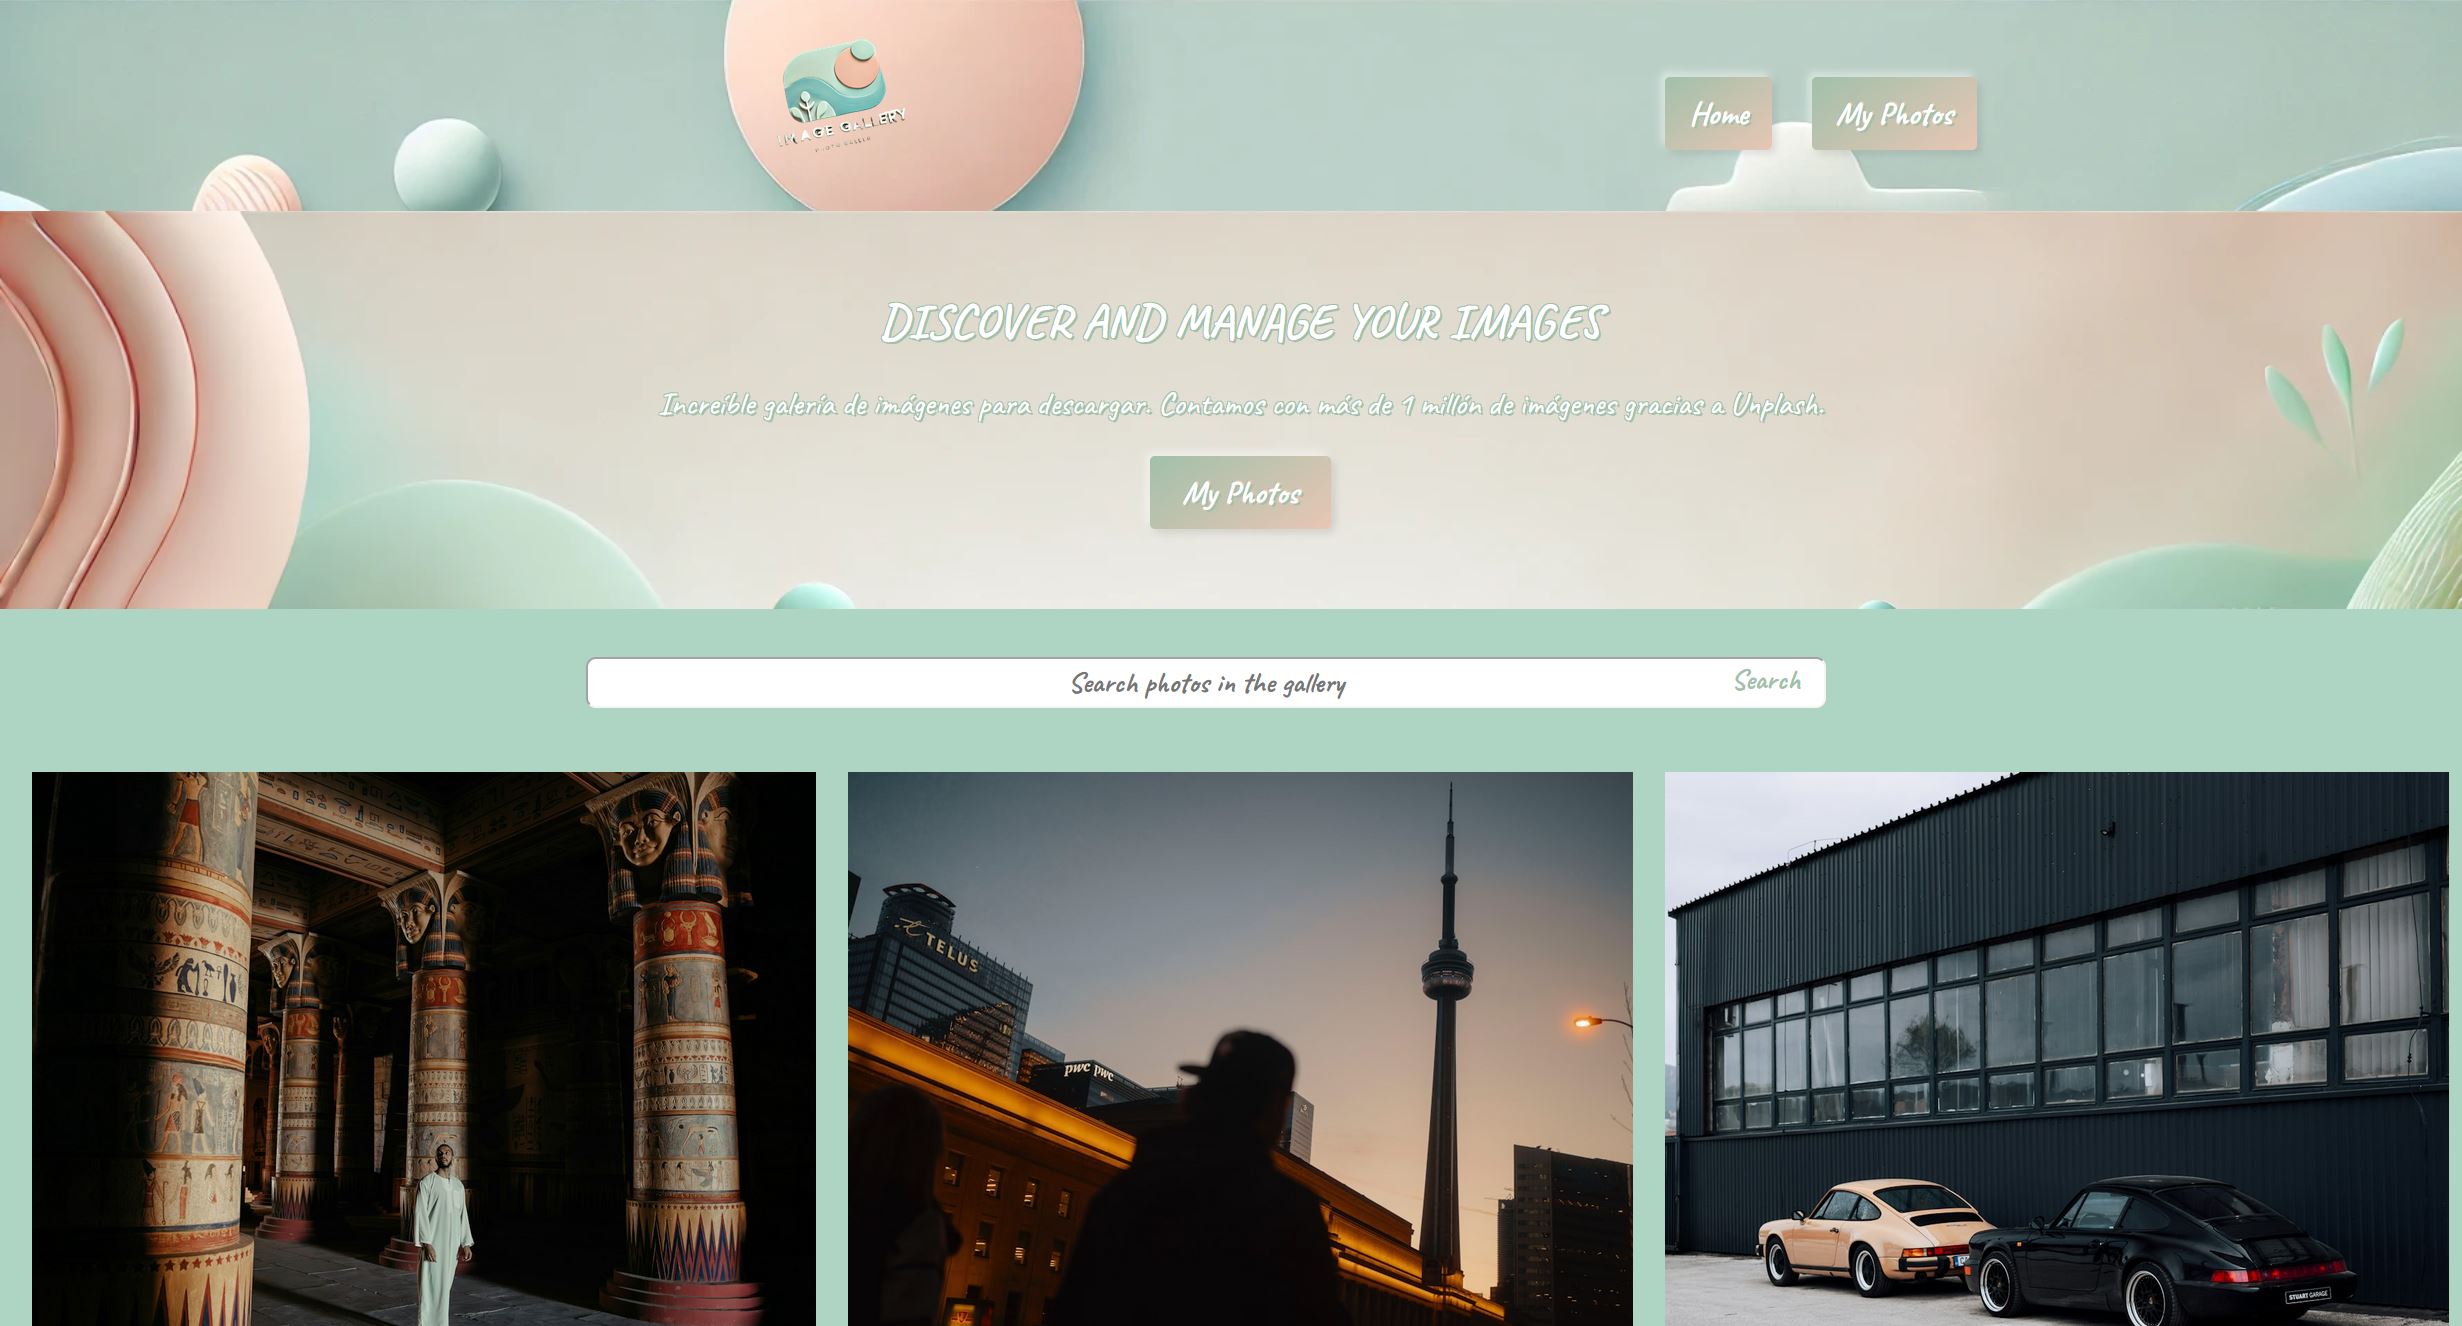 IMAGE GALLERY
Home
My Photos
DISCOVER AND MANAGE YOUR IMAGES
Increíble galería de imágenes para descargar. Contamos con más de 1 millón de imágenes gracias a Unplash.
My Photos
Search photos in the gallery
Search
TELUS
pwc pwc
STUART GARAGE